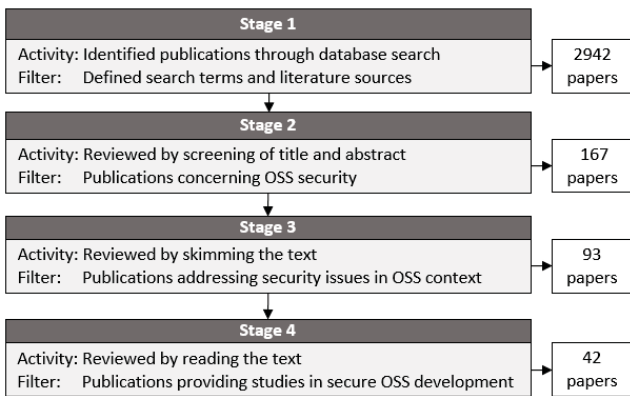 Stage 1
Activity: Identified publications through database search
Filter: Defined search terms and literature sources
2942
papers
Stage 2
Activity: Reviewed by screening of title and abstract
Filter: Publications concerning OSS security
167
papers
Stage 3
Activity: Reviewed by skimming the text
Filter: Publications addressing security issues in OSS context
93
papers
Stage 4
Activity: Reviewed by reading the text
Filter: Publications providing studies in secure OSS development
42
papers